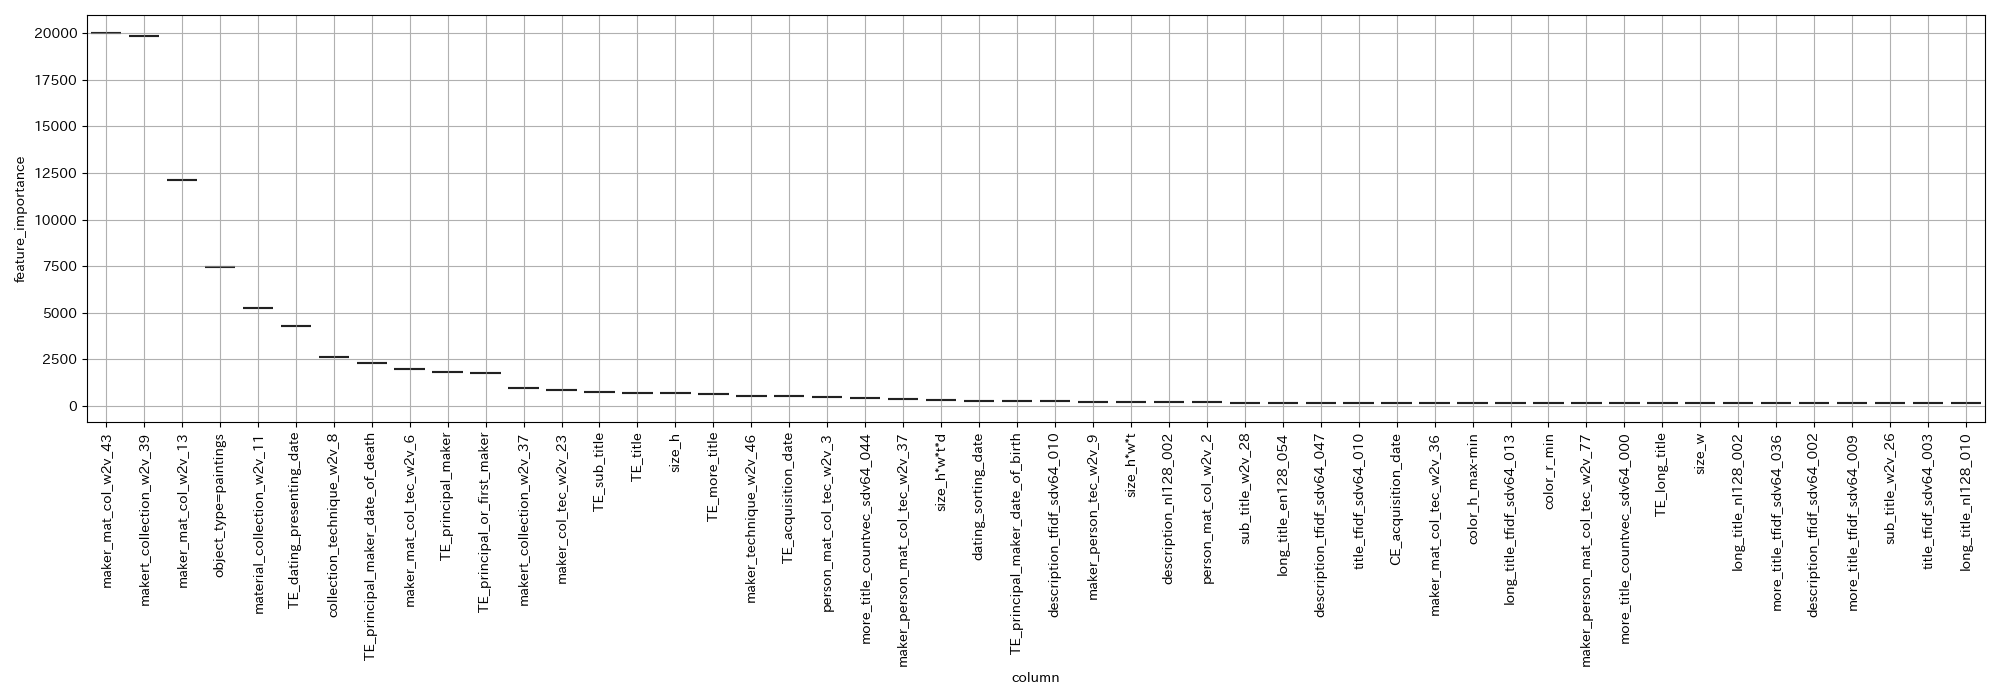 feature_importance
20000
17500
15000
12500
10000
7500
5000
2500
0
maker_mat_col_w2v_43
makert_collection_w2v_39
maker_mat_col_w2v_13
object_type=paintings
material_collection_w2v_11
TE_dating_presenting_date
collection_technique_w2v_8
TE_principal_maker_date_of_death
maker_mat_col_tec_w2v_6
TE_principal_maker
TE_principal_or_first_maker
makert_collection_w2v_37
maker_col_tec_w2v_23
TE_sub_title
TE_title
size_h
TE_more_title
maker_technique_w2v_46
TE_acquisition_date
person_mat_col_tec_w2v_3
more_title_countvec_sdv64_044
maker_person_mat_col_tec_w2v_37
size_h*w*t*d
dating_sorting_date
TE_principal_maker_date_of_birth
description_tfidf_sdv64_010
maker_person_tec_w2v_9
size_h*w*t
description_nl128_002
person_mat_col_w2v_2
sub_title_w2v_28
long_title_en128_054
description_tfidf_sdv64_047
title_tfidf_sdv64_010
CE_acquisition_date
maker_mat_col_tec_w2v_36
color_h_max-min
long_title_tfidf_sdv64_013
color_r_min
maker_person_mat_col_tec_w2v_77
more_title_countvec_sdv64_000
TE_long_title
size_w
long_title_nl128_002
more_title_tfidf_sdv64_036
description_tfidf_sdv64_002
more_title_tfidf_sdv64_009
sub_title_w2v_26
title_tfidf_sdv64_003
long_title_nl128_010
column